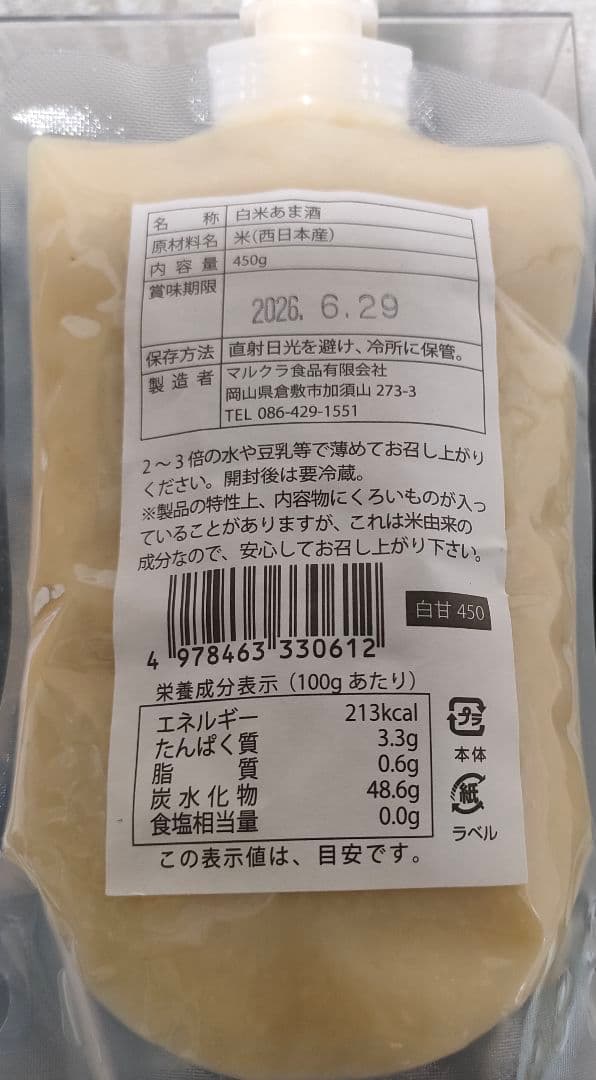 名称 白米あま酒
原材料名 米(西日本産)
内容量 450g
賞味期限 2026. 6.29
保存方法 直射日光を避け、冷所に保管。
製造者 マルクラ食品有限会社
岡山県倉敷市加須山 273-3
TEL 086-429-1551
2～3倍の水や豆乳等で薄めてお召し上がり
ください。開封後は要冷蔵。
※製品の特性上、内容物にくろいものが入っ
ていることがありますが、これは米由来の
成分なので、安心してお召し上がり下さい。
白甘 450
4 978463 330612
栄養成分表示（100gあたり）
エネルギー 213kcal
たんぱく質 3.3g
脂質 0.6g
炭水化物 48.6g
食塩相当量 0.0g
プラ
本体
紙
ラベル
この表示値は、目安です。